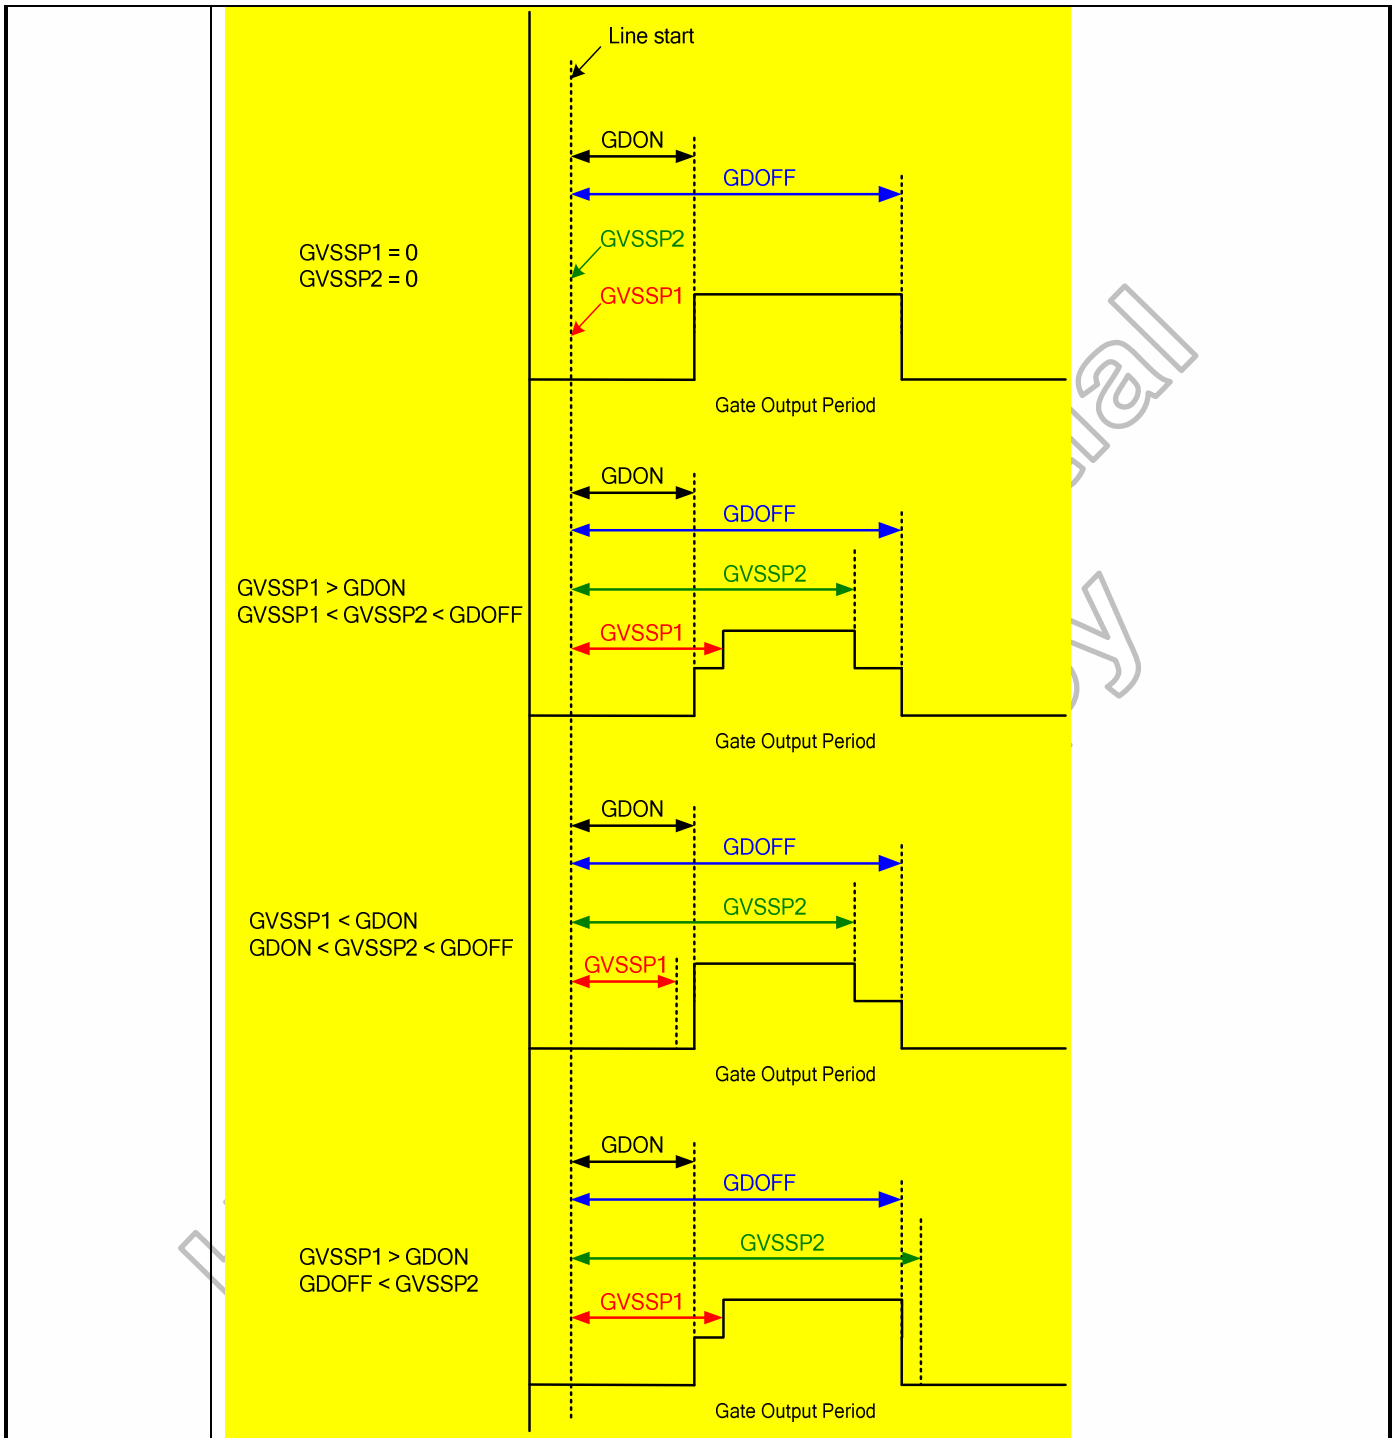 Line start
GDON
GDOFF
GVSSP2
GVSSP1 = 0
GVSSP2 = 0
GVSSP1
Gate Output Period
GDON
GDOFF
GVSSP2
GVSSP1 > GDON
GVSSP1 < GVSSP2 < GDOFF
GVSSP1
Gate Output Period
GDON
GDOFF
GVSSP2
GVSSP1 < GDON
GDON < GVSSP2 < GDOFF
GVSSP1
Gate Output Period
GDON
GDOFF
GVSSP2
GVSSP1 > GDON
GDOFF < GVSSP2
GVSSP1
Gate Output Period